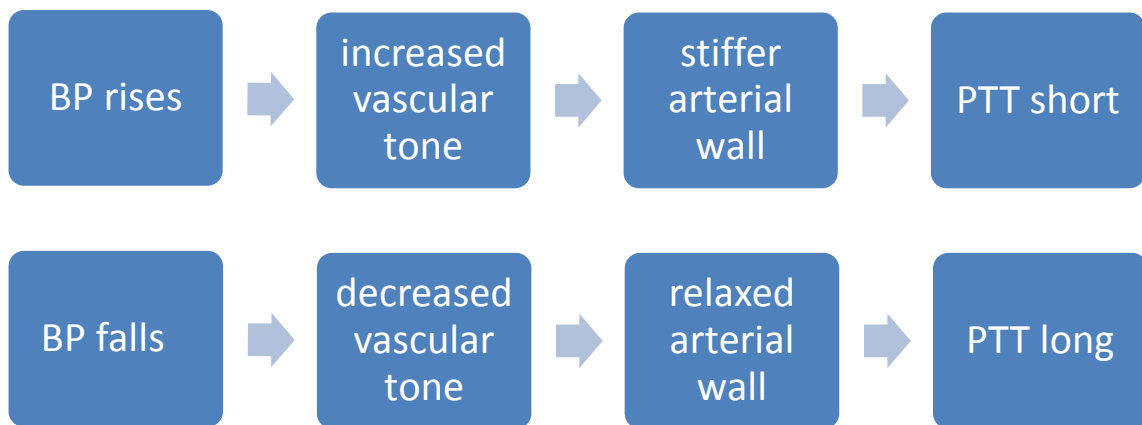 BP rises
increased
vascular
tone
stiffer
arterial
wall
PTT short
BP falls
decreased
vascular
tone
relaxed
arterial
wall
PTT long